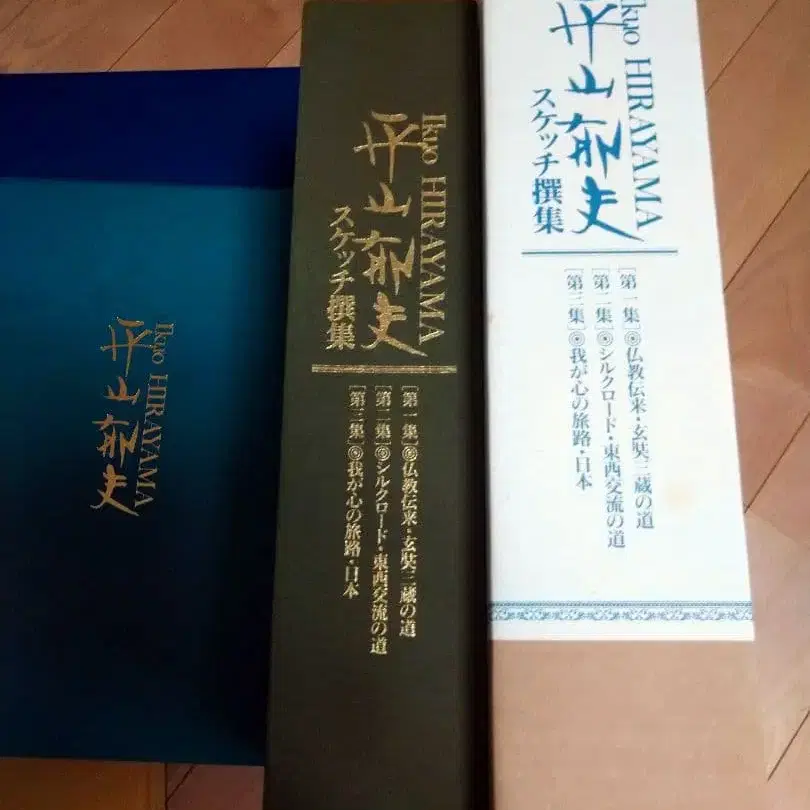 Ikuo HIRAYAMA
平山郁夫
Ikuo HIRAYAMA
平山郁夫
スケッチ撰集
[第一集]◎仏教伝来・玄奘三蔵の道
[第二集]◎シルクロード・東西交流の道
[第三集]◎我が心の旅路・日本
Ikuo HIRAYAMA
平山郁夫
スケッチ撰集
[第一集]◎仏教伝来・玄奘三蔵の道
[第二集]◎シルクロード・東西交流の道
[第三集]◎我が心の旅路・日本